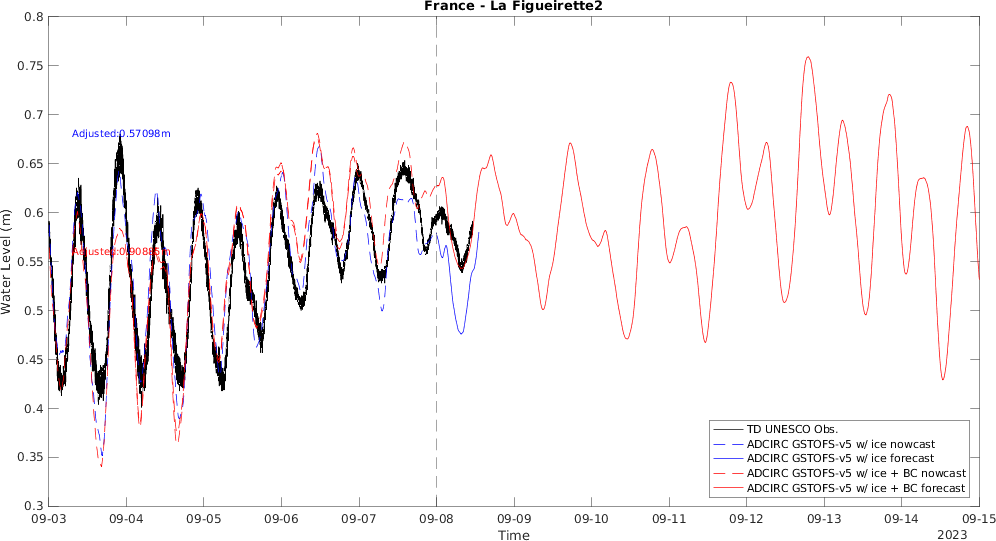 France - La Figueirette2
0.8
0.75
0.7
0.65
0.6
0.55
0.5
0.45
0.4
0.35
0.3
Water Level (m)
Adjusted:0.57098m
TD UNESCO Obs.
ADCIRC GSTOFS-v5 w/ ice nowcast
ADCIRC GSTOFS-v5 w/ ice forecast
ADCIRC GSTOFS-v5 w/ ice + BC nowcast
ADCIRC GSTOFS-v5 w/ ice + BC forecast
09-03 09-04 09-05 09-06 09-07 09-08 09-09 09-10 09-11 09-12 09-13 09-14 09-15
Time
2023